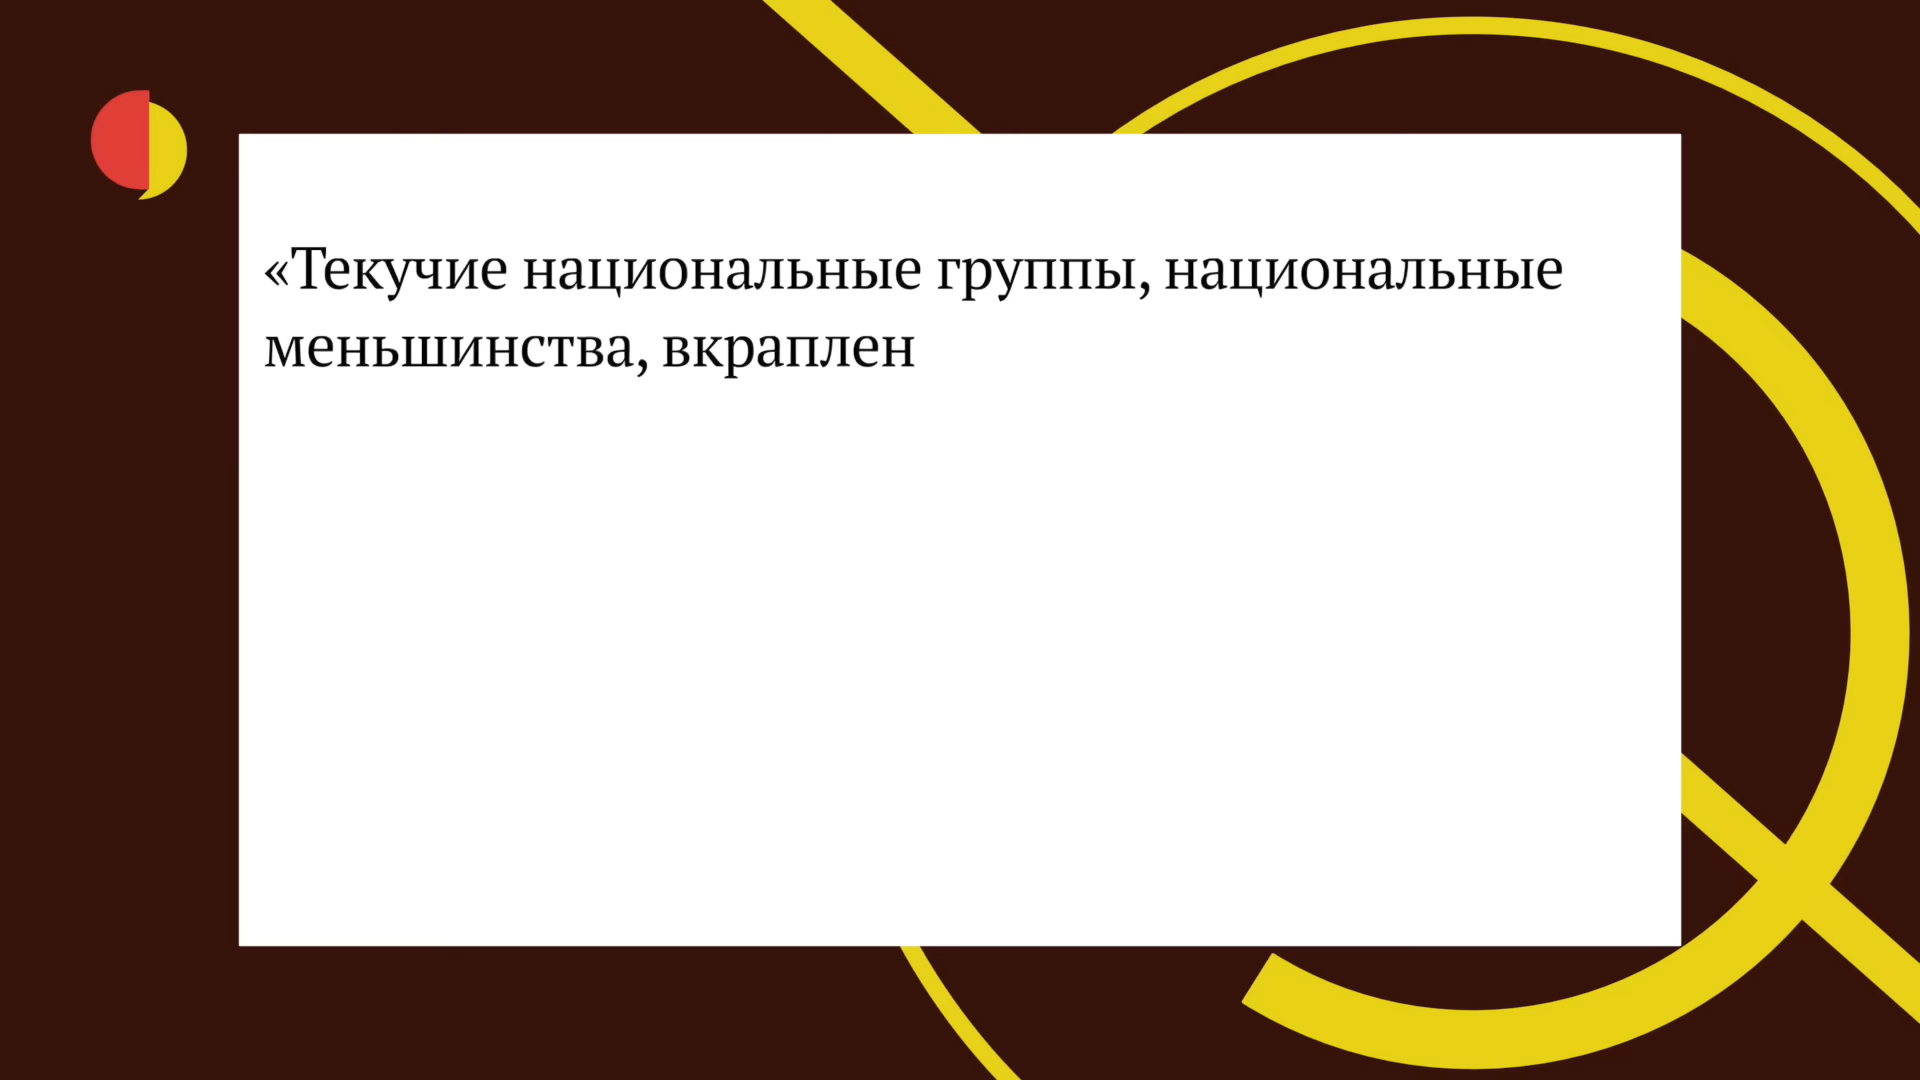 «Текучие национальные группы, национальные
меньшинства, вкраплен